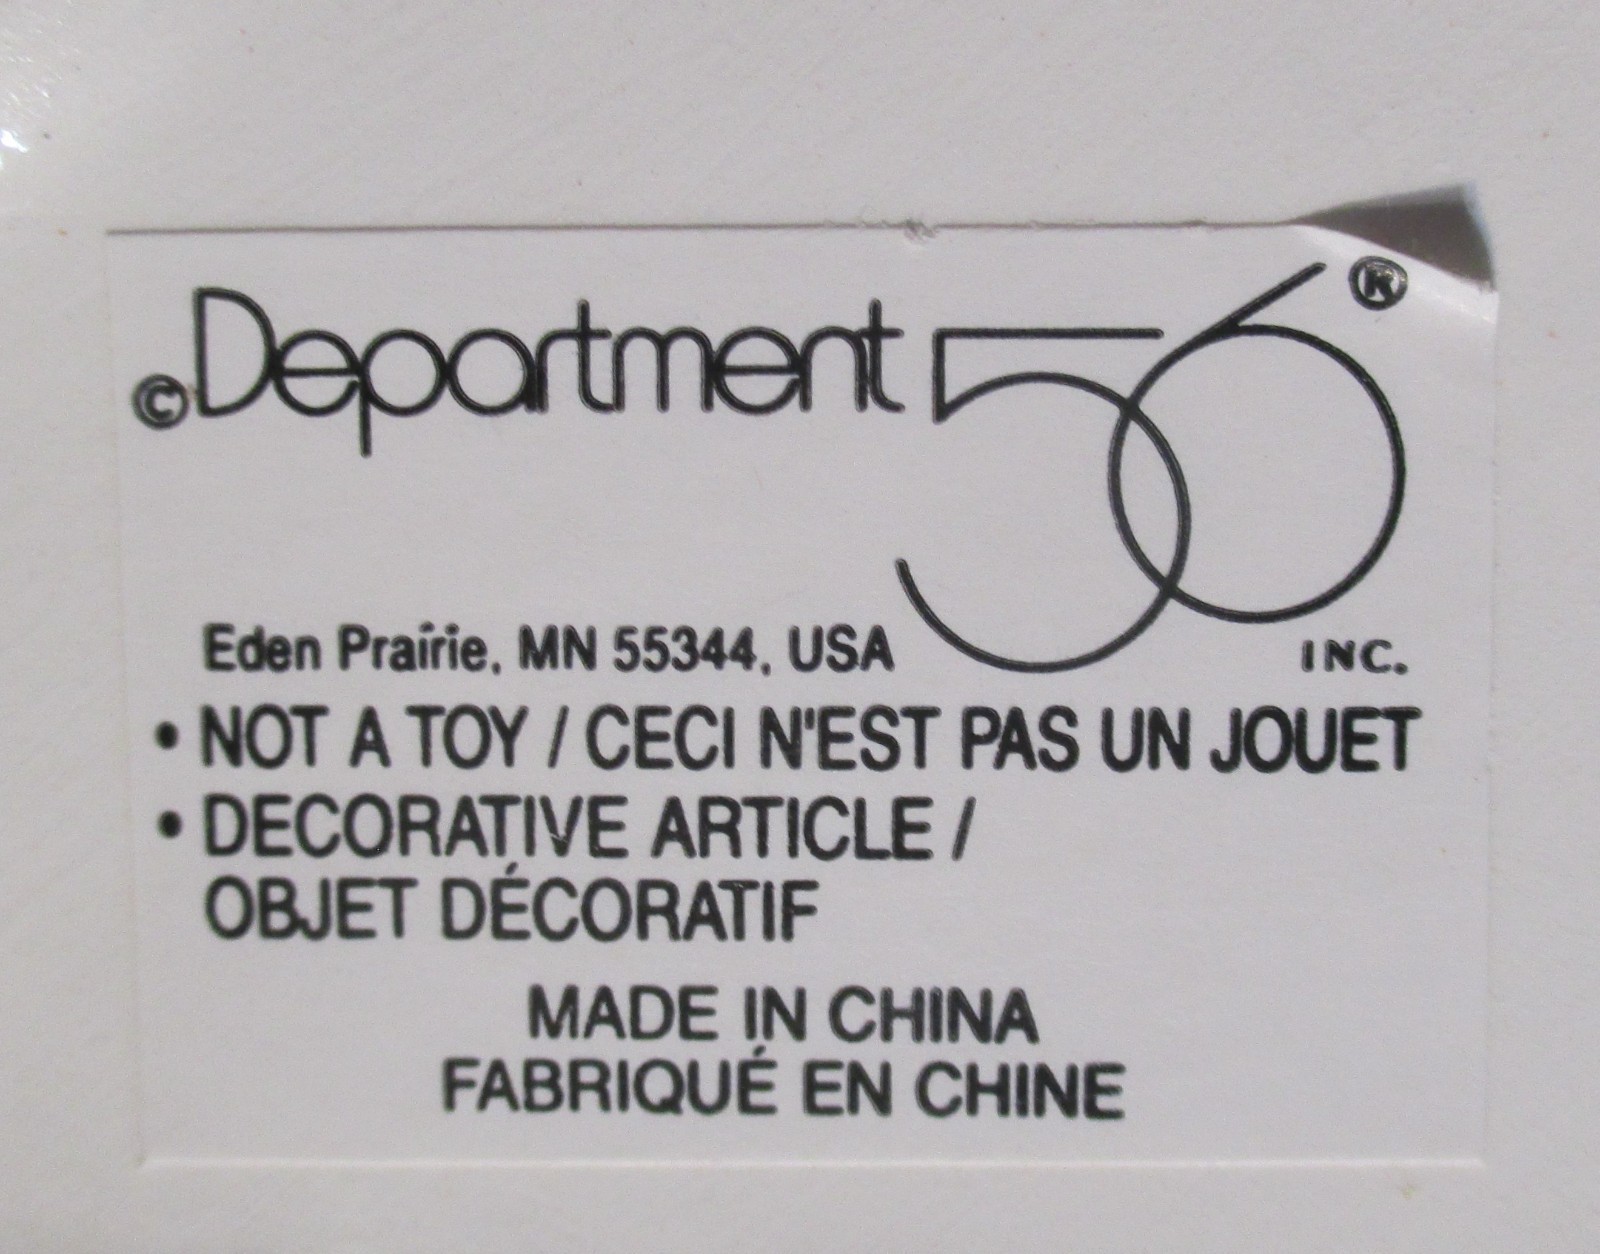 © Department 56 ®
Eden Prairie, MN 55344, USA INC.
• NOT A TOY / CECI N'EST PAS UN JOUET
• DECORATIVE ARTICLE /
OBJET DÉCORATIF
MADE IN CHINA
FABRIQUÉ EN CHINE